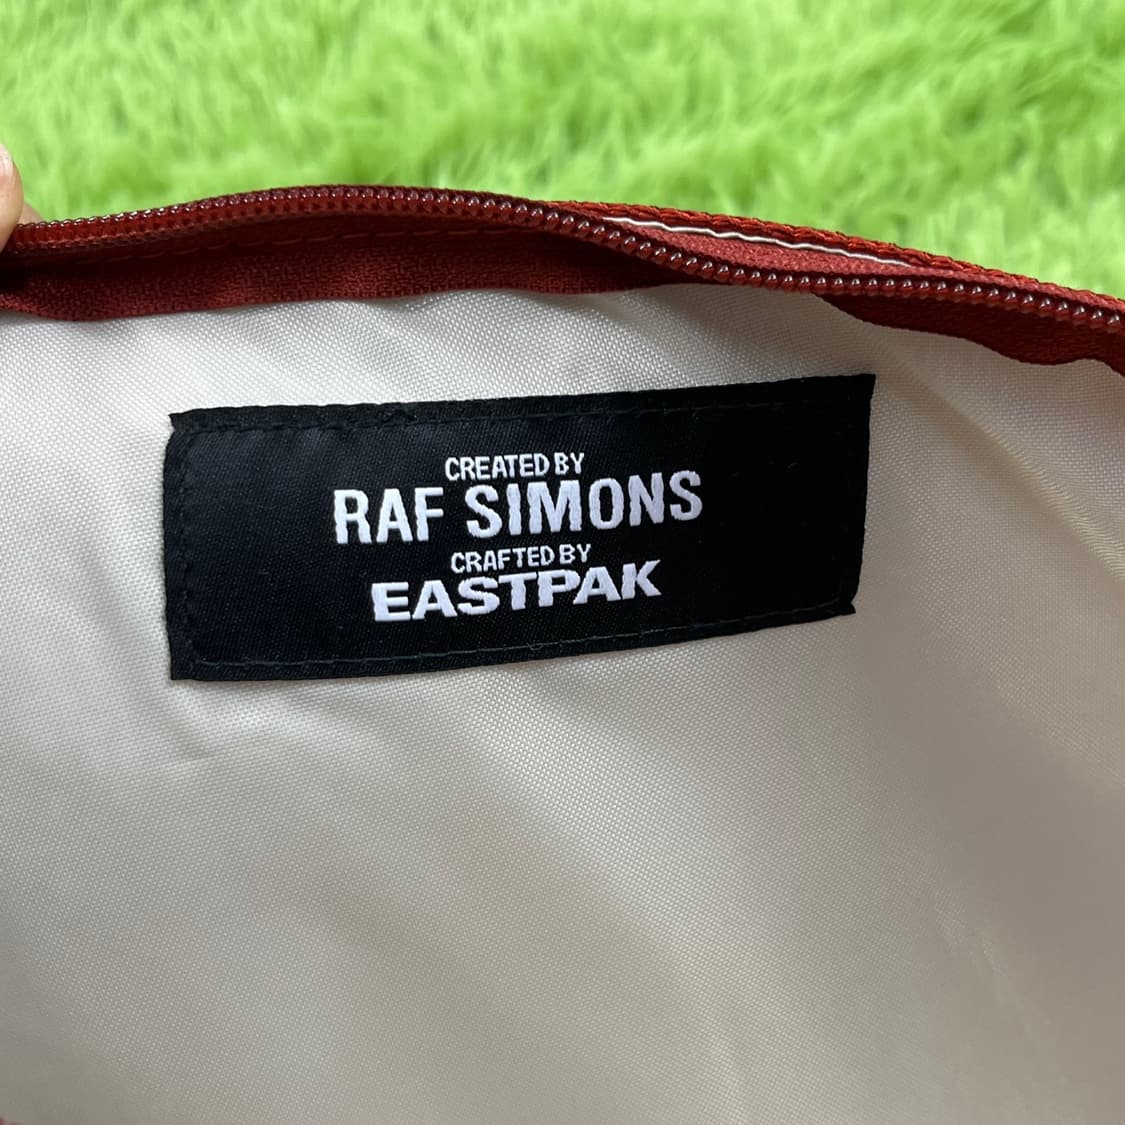 CREATED BY
RAF SIMONS
CRAFTED BY
EASTPAK